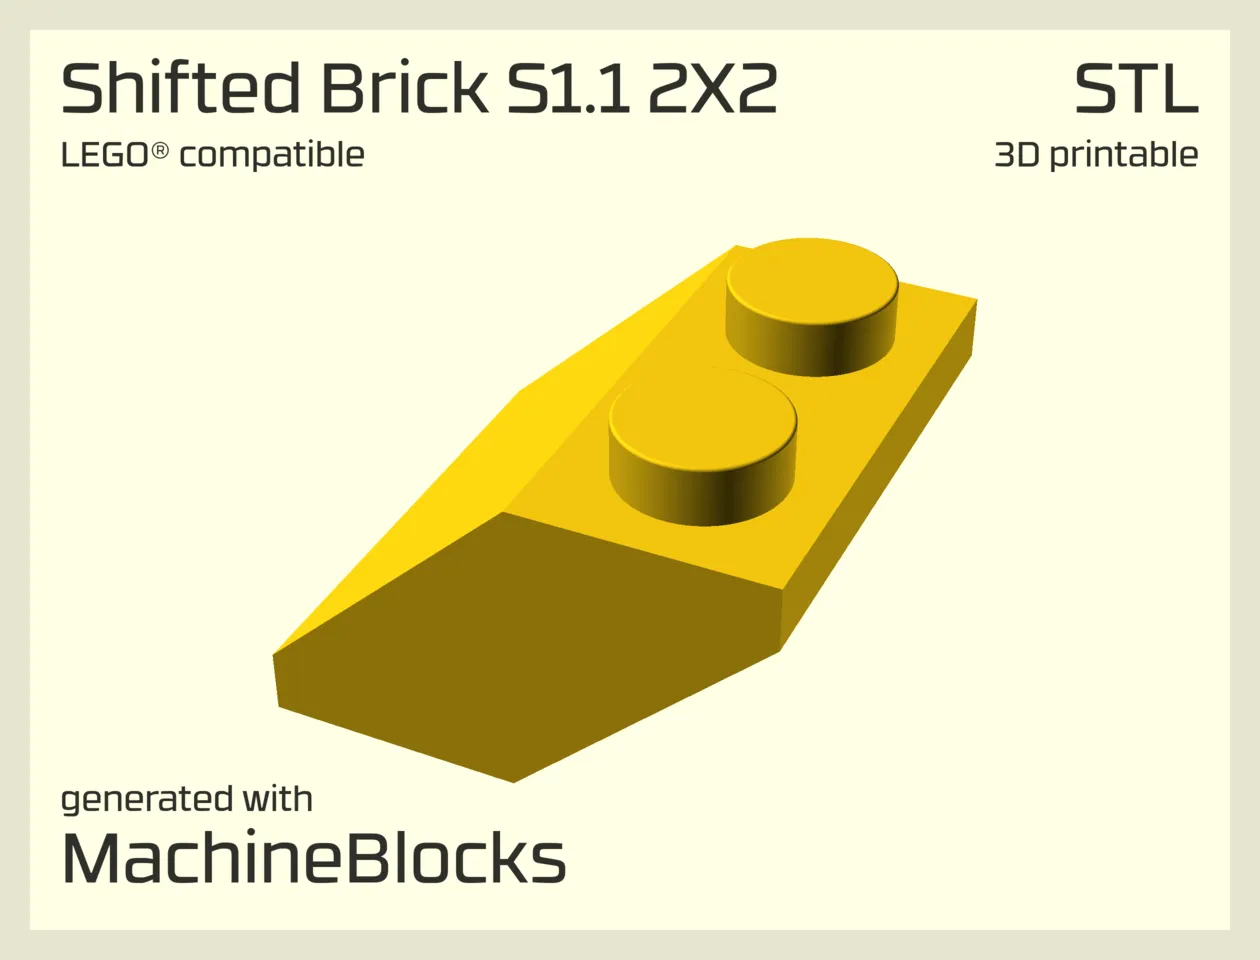 Shifted Brick S1.1 2X2
STL
LEGO® compatible
3D printable
generated with
MachineBlocks